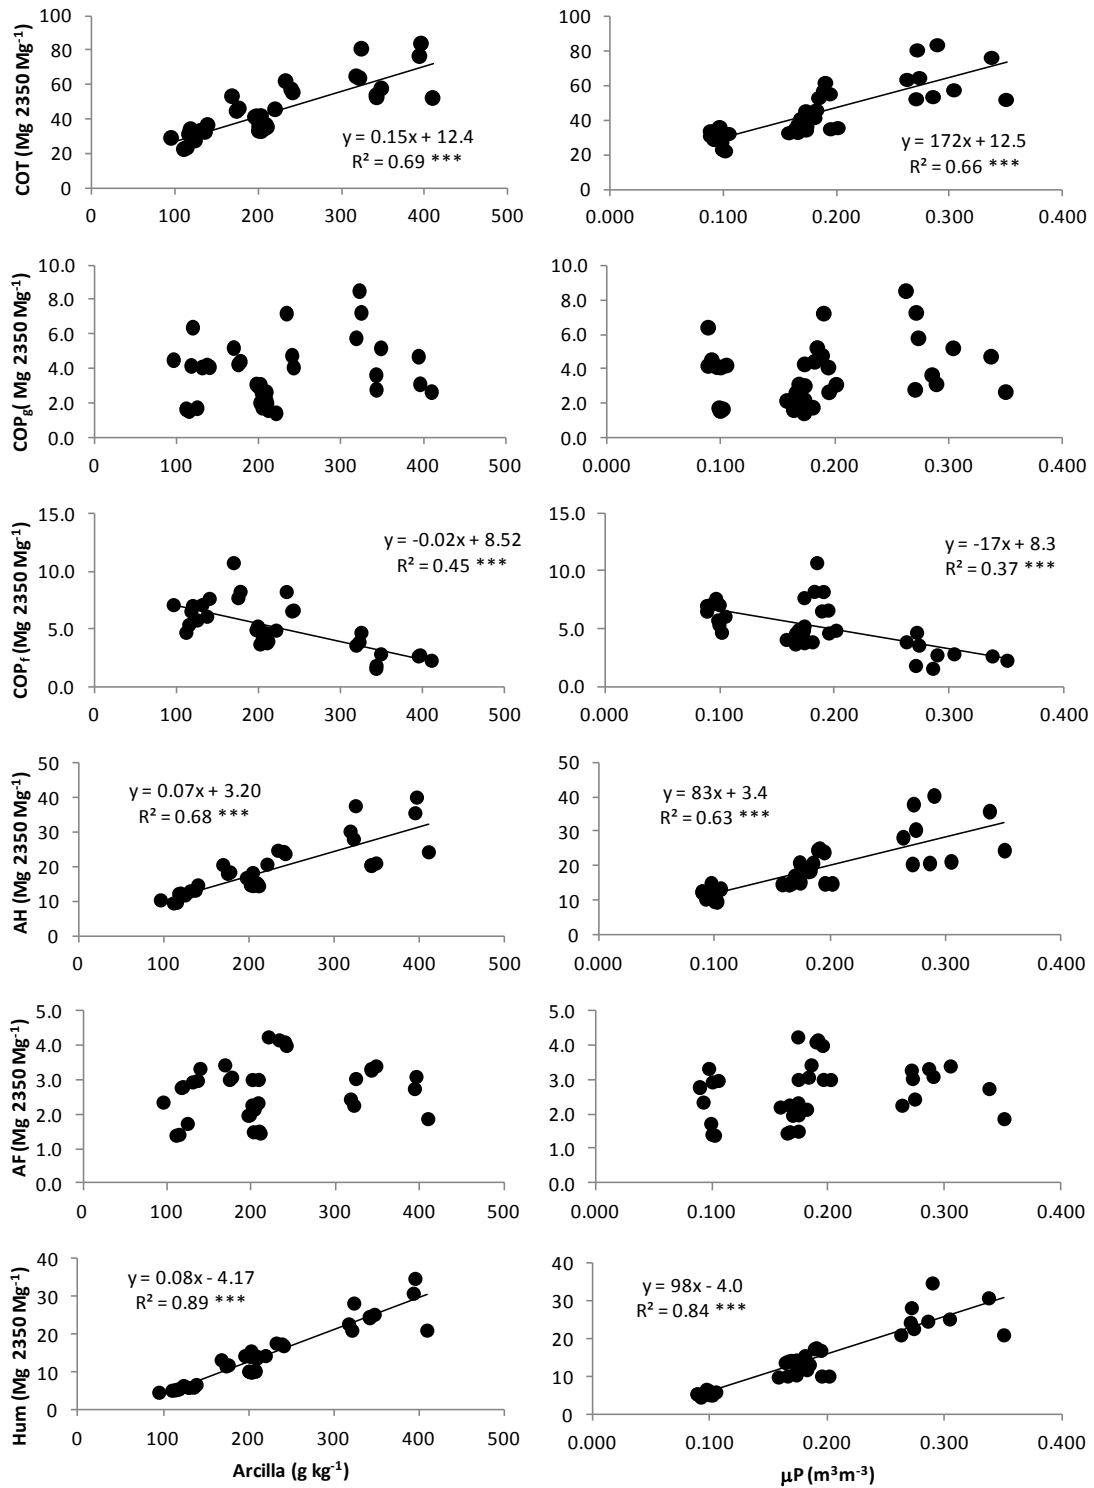 COT (Mg 2350 Mg⁻¹)
100
80
60
40
20
0
0 100 200 300 400 500
y = 0.15x + 12.4
R² = 0.69 ***
100
80
60
40
20
0
0.000 0.100 0.200 0.300 0.400
y = 172x + 12.5
R² = 0.66 ***
COPg( Mg 2350 Mg⁻¹)
10.0
8.0
6.0
4.0
2.0
0.0
0 100 200 300 400 500
10.0
8.0
6.0
4.0
2.0
0.0
0.000 0.100 0.200 0.300 0.400
COPf (Mg 2350 Mg⁻¹)
15.0
10.0
5.0
0.0
0 100 200 300 400 500
y = -0.02x + 8.52
R² = 0.45 ***
15.0
10.0
5.0
0.0
0.000 0.100 0.200 0.300 0.400
y = -17x + 8.3
R² = 0.37 ***
AH (Mg 2350 Mg⁻¹)
50
40
30
20
10
0
0 100 200 300 400 500
y = 0.07x + 3.20
R² = 0.68 ***
50
40
30
20
10
0
0.000 0.100 0.200 0.300 0.400
y = 83x + 3.4
R² = 0.63 ***
AF (Mg 2350 Mg⁻¹)
5.0
4.0
3.0
2.0
1.0
0.0
0 100 200 300 400 500
5.0
4.0
3.0
2.0
1.0
0.0
0.000 0.100 0.200 0.300 0.400
Hum (Mg 2350 Mg⁻¹)
40
30
20
10
0
0 100 200 300 400 500
y = 0.08x - 4.17
R² = 0.89 ***
Arcilla (g kg⁻¹)
40
30
20
10
0
0.000 0.100 0.200 0.300 0.400
y = 98x - 4.0
R² = 0.84 ***
µP (m³m⁻³)